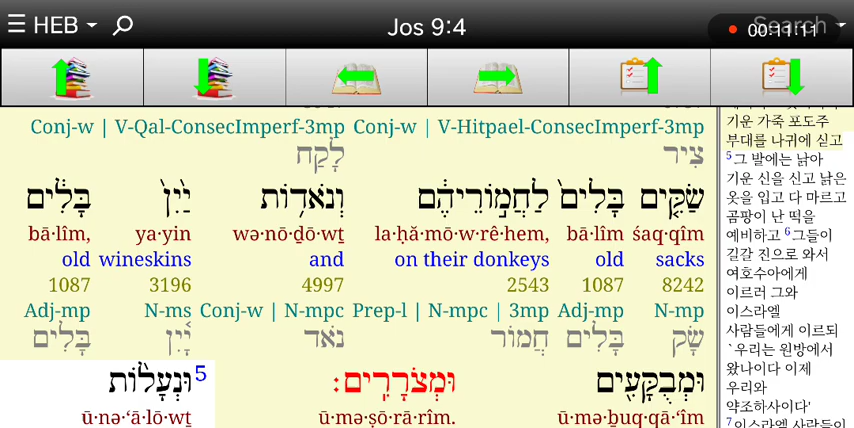 ☰ HEB
Jos 9:4
00:11:11
Conj-w | V-Qal-ConsecImperf-3mp Conj-w | V-Hitpael-ConsecImperf-3mp
לָקַח צִיר
שַׂקִּ֤ים בָּלִים֙ לַחֲמ֣וֹרֵיהֶ֔ם וְנֹאד֥וֹת יַ֙יִן֙ בָּלִ֔ים
bā·lîm, ya·yin wə·nō·ḏō·wṯ la·ḥă·mō·w·rê·hem, bā·lîm śaq·qîm
old wineskins and on their donkeys old sacks
1087 3196 4997 2543 1087 8242
Adj-mp N-ms Conj-w | N-mpc Prep-l | N-mpc | 3mp Adj-mp N-mp
שָׂק בָּלִים חֲמוֹר נֹאד יָ֫יִן בָּלִים
וּמְבֻקָּעִ֖ים וּמְצֹרָרִֽים׃ 5 וּנְעָל֨וֹת
ū·nə·‘ā·lō·wṯ ū·mə·ṣō·rā·rîm. ū·mə·ḇuq·qā·‘îm
기운 가죽 포도주
부대를 나귀에 싣고
5그 발에는 낡아
기운 신을 신고 낡은
옷을 입고 다 마르고
곰팡이 난 떡을
예비하고 6그들이
길갈 진으로 와서
여호수아에게
이르러 그와
이스라엘
사람들에게 이르되
`우리는 원방에서
왔나이다 이제
우리와
약조하사이다'
7이스라엘 사람들이